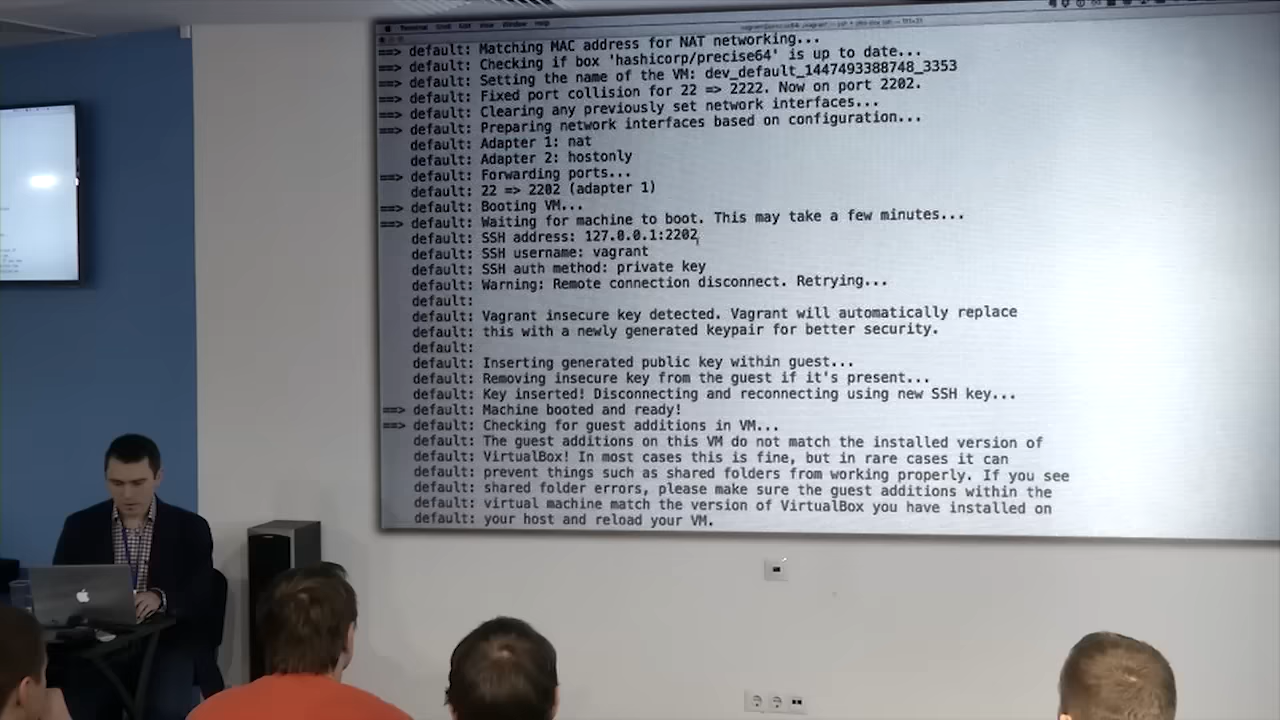 Terminal Shell Edit View Window Help
==> default: Matching MAC address for NAT networking...
==> default: Checking if box 'hashicorp/precise64' is up to date...
==> default: Setting the name of the VM: dev_default_1447493388748_3353
==> default: Fixed port collision for 22 => 2222. Now on port 2202.
==> default: Clearing any previously set network interfaces...
==> default: Preparing network interfaces based on configuration...
default: Adapter 1: nat
default: Adapter 2: hostonly
==> default: Forwarding ports...
default: 22 => 2202 (adapter 1)
==> default: Booting VM...
==> default: Waiting for machine to boot. This may take a few minutes...
default: SSH address: 127.0.0.1:2202
default: SSH username: vagrant
default: SSH auth method: private key
default: Warning: Remote connection disconnect. Retrying...
default:
default: Vagrant insecure key detected. Vagrant will automatically replace
default: this with a newly generated keypair for better security.
default:
default: Inserting generated public key within guest...
default: Removing insecure key from the guest if it's present...
default: Key inserted! Disconnecting and reconnecting using new SSH key...
==> default: Machine booted and ready!
==> default: Checking for guest additions in VM...
default: The guest additions on this VM do not match the installed version of
default: VirtualBox! In most cases this is fine, but in rare cases it can
default: prevent things such as shared folders from working properly. If you see
default: shared folder errors, please make sure the guest additions within the
default: virtual machine match the version of VirtualBox you have installed on
default: your host and reload your VM.